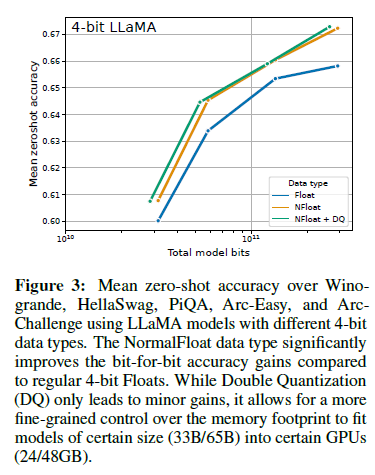 4-bit LLaMA
0.67
0.66
0.65
0.64
0.63
0.62
0.61
0.60
Mean zeroshot accuracy
Data type
Float
NFloat
NFloat + DQ
10^10
10^11
Total model bits
Figure 3: Mean zero-shot accuracy over Wino-
grande, HellaSwag, PiQA, Arc-Easy, and Arc-
Challenge using LLaMA models with different 4-bit
data types. The NormalFloat data type significantly
improves the bit-for-bit accuracy gains compared
to regular 4-bit Floats. While Double Quantization
(DQ) only leads to minor gains, it allows for a more
fine-grained control over the memory footprint to fit
models of certain size (33B/65B) into certain GPUs
(24/48GB).